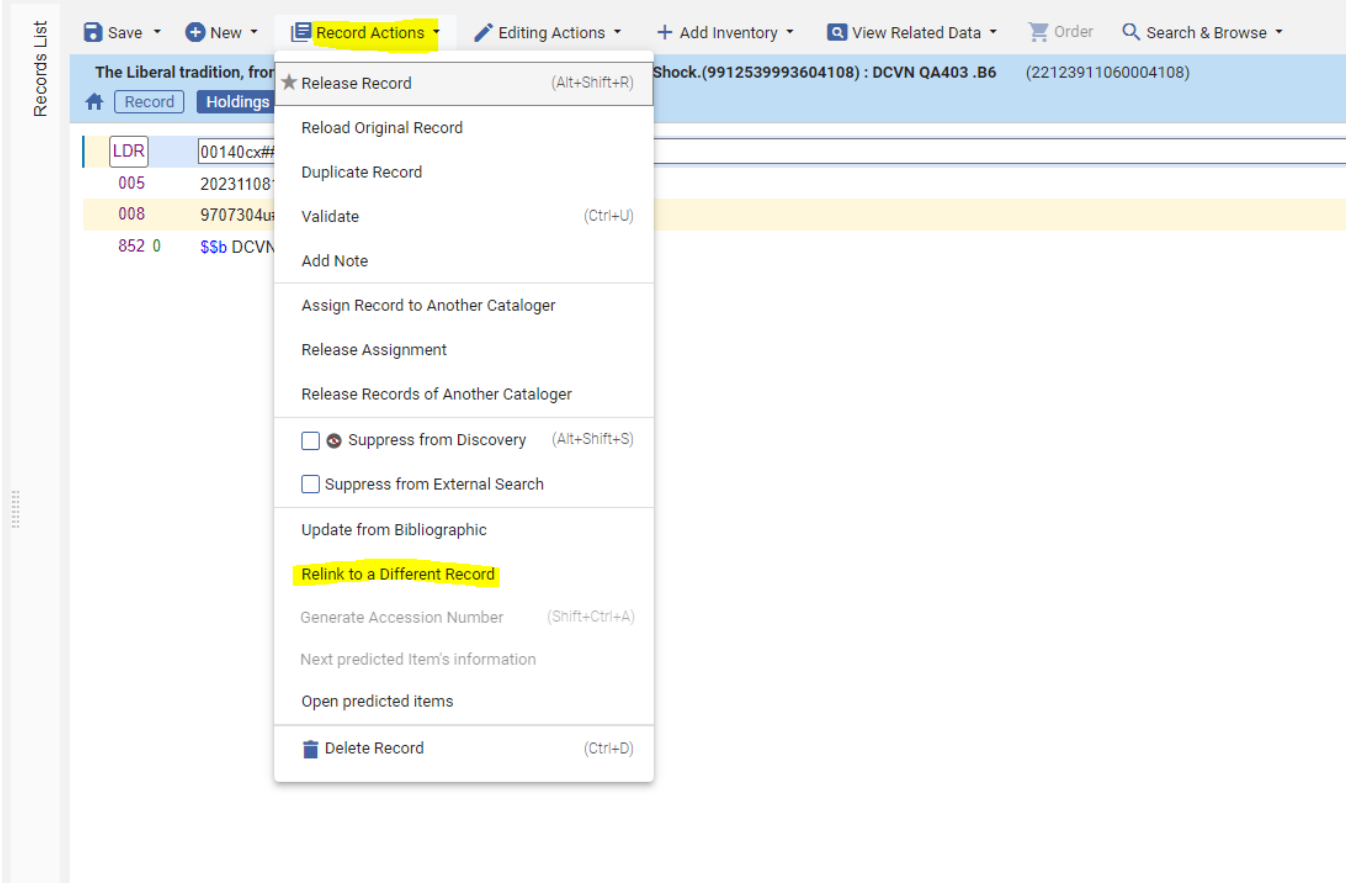 Records List
Save New Record Actions Editing Actions Add Inventory View Related Data Order Search & Browse
The Liberal tradition, from Shock.(9912539993604108) : DCVN QA403 .B6 (22123911060004108)
Record Holdings
Release Record (Alt+Shift+R)
Reload Original Record
Duplicate Record
Validate (Ctrl+U)
Add Note
Assign Record to Another Cataloger
Release Assignment
Release Records of Another Cataloger
Suppress from Discovery (Alt+Shift+S)
Suppress from External Search
Update from Bibliographic
Relink to a Different Record
Generate Accession Number (Shift+Ctrl+A)
Next predicted Item's information
Open predicted items
Delete Record (Ctrl+D)
LDR 00140cx##
005 20231108
008 9707304u
852 0 $$b DCVN